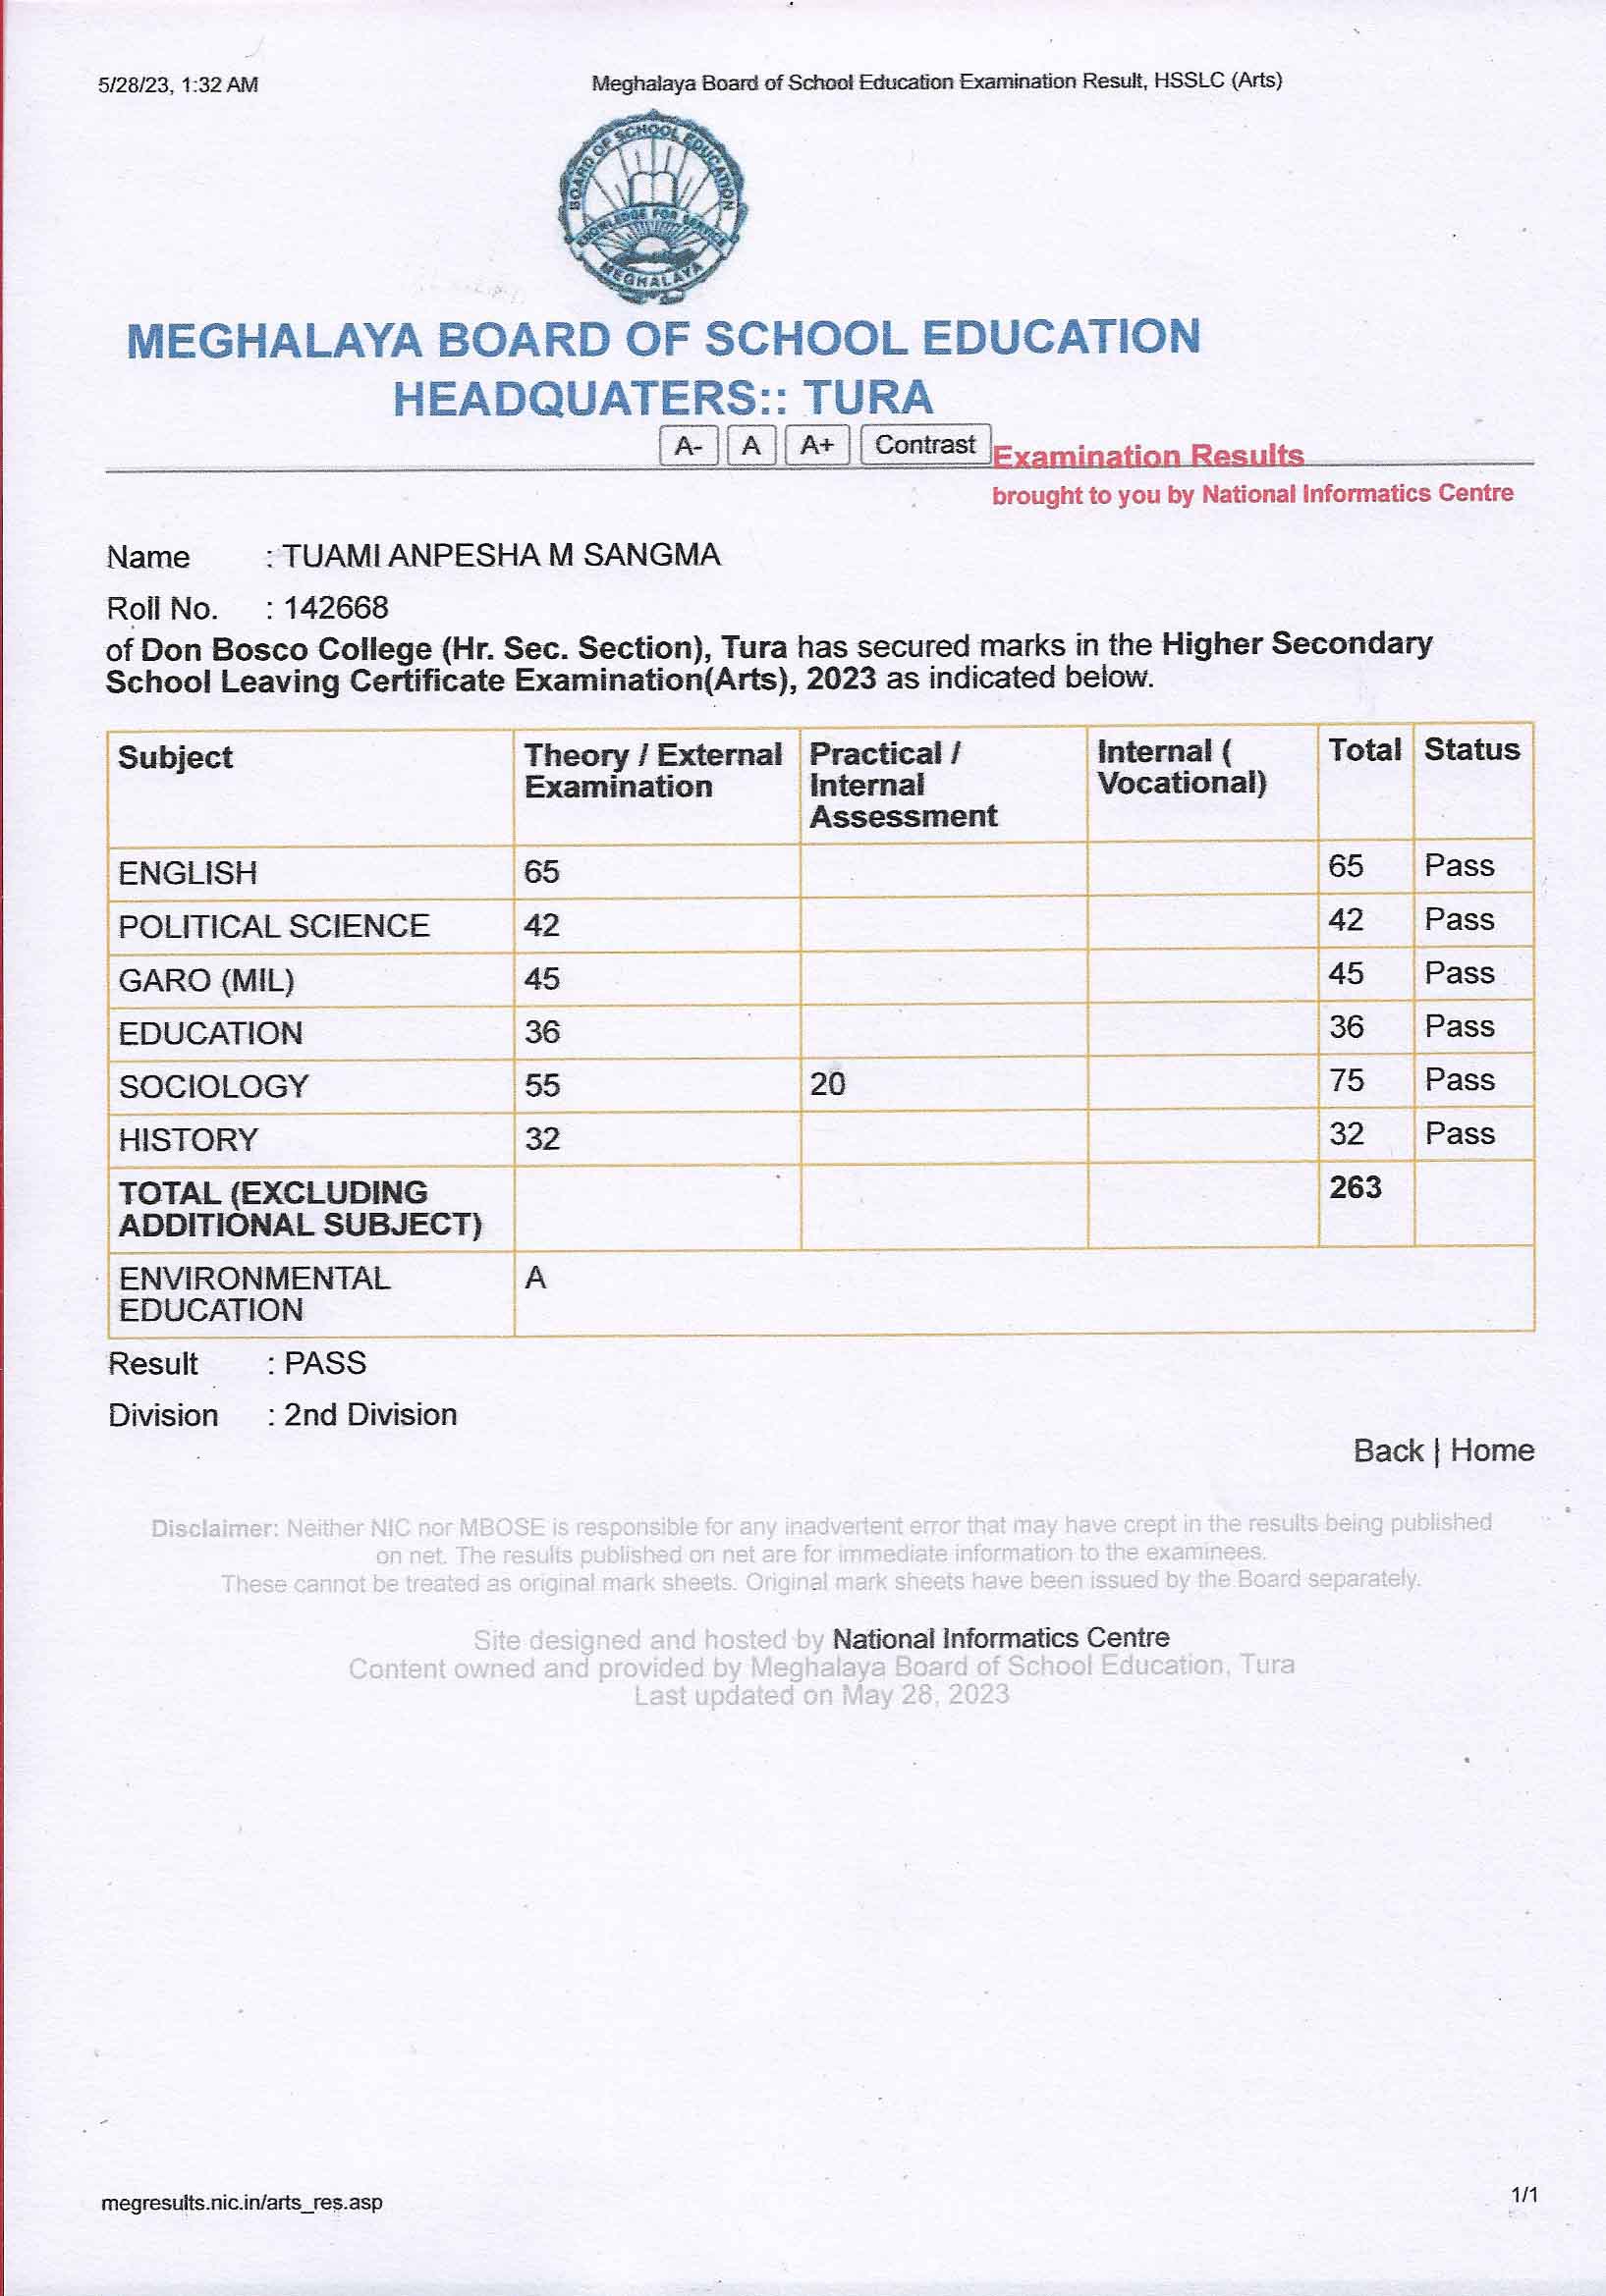 5/28/23, 1:32 AM
Meghalaya Board of School Education Examination Result, HSSLC (Arts)
BOARD OF SCHOOL EDUCATION
KNOWLEDGE FOR SERVICE
MEGHALAYA
MEGHALAYA BOARD OF SCHOOL EDUCATION
HEADQUATERS:: TURA
A- A A+ Contrast
Examination Results
brought to you by National Informatics Centre
Name : TUAMI ANPESHA M SANGMA
Roll No. : 142668
of Don Bosco College (Hr. Sec. Section), Tura has secured marks in the Higher Secondary
School Leaving Certificate Examination(Arts), 2023 as indicated below.
Subject Theory / External Examination Practical / Internal Assessment Internal ( Vocational) Total Status
ENGLISH 65 65 Pass
POLITICAL SCIENCE 42 42 Pass
GARO (MIL) 45 45 Pass
EDUCATION 36 36 Pass
SOCIOLOGY 55 20 75 Pass
HISTORY 32 32 Pass
TOTAL (EXCLUDING
ADDITIONAL SUBJECT) 263
ENVIRONMENTAL
EDUCATION A
Result : PASS
Division : 2nd Division
Back | Home
Disclaimer: Neither NIC nor MBOSE is responsible for any inadvertent error that may have crept in the results being published
on net. The results published on net are for immediate information to the examinees.
These cannot be treated as original mark sheets. Original mark sheets have been issued by the Board separately.
Site designed and hosted by National Informatics Centre
Content owned and provided by Meghalaya Board of School Education, Tura
Last updated on May 28, 2023
megresults.nic.in/arts_res.asp
1/1